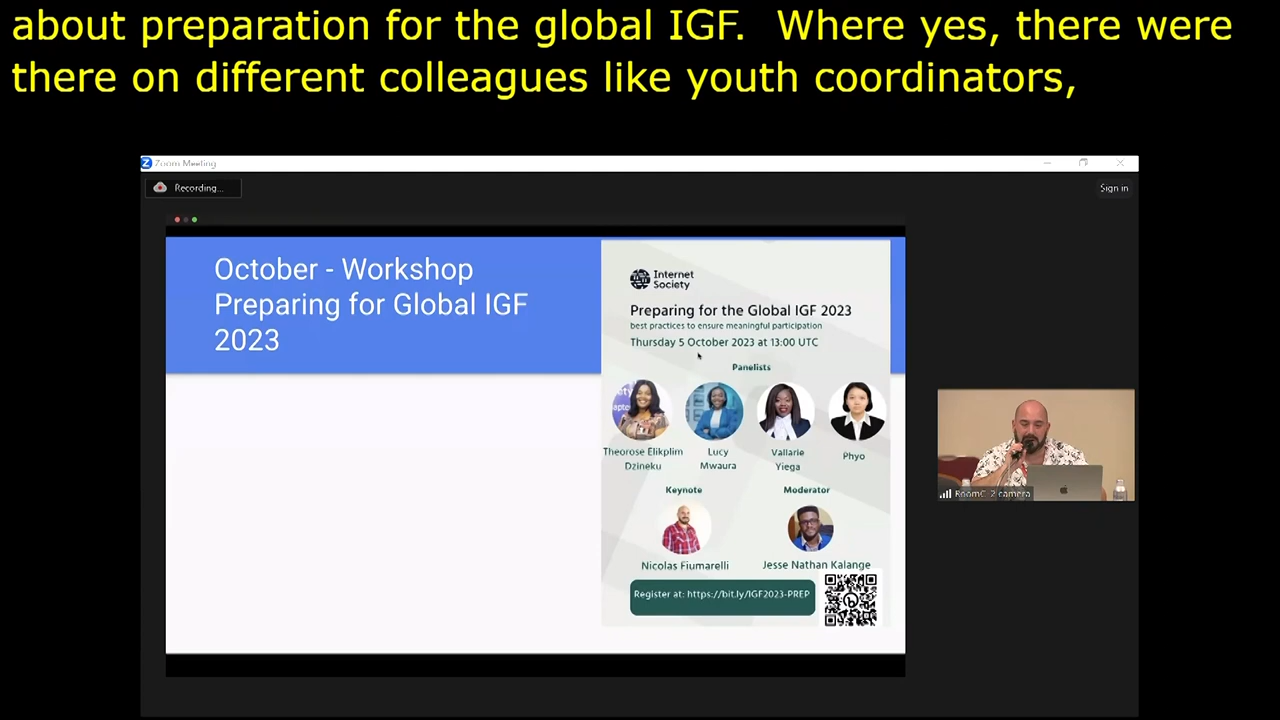 about preparation for the global IGF.  Where yes, there were
there on different colleagues like youth coordinators,
Zoom Meeting
Recording...
Sign in
October - Workshop
Preparing for Global IGF
2023
Internet
Society
Preparing for the Global IGF 2023
best practices to ensure meaningful participation
Thursday 5 October 2023 at 13:00 UTC
Panelists
Theorose Elikplim
Dzineku
Lucy
Mwaura
Vallarie
Yiega
Phyo
Keynote
Moderator
Nicolas Fiumarelli
Jesse Nathan Kalange
Register at: https://bit.ly/IGF2023-PREP
RoomC-2 camera